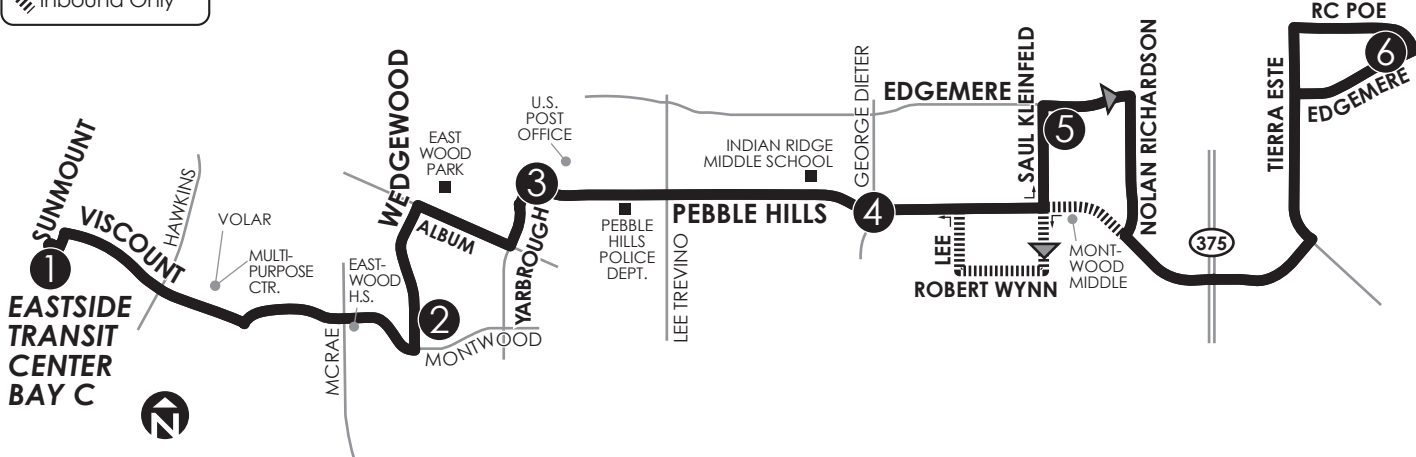 Inbound Only
RC POE
6
EDGEMERE
TIERRA ESTE
375
NOLAN RICHARDSON
SAUL KLEINFELD
EDGEMERE
5
GEORGE DIETER
INDIAN RIDGE
MIDDLE SCHOOL
4
PEBBLE HILLS
LEE
ROBERT WYNN
MONT-
WOOD
MIDDLE
LEE TREVINO
PEBBLE
HILLS
POLICE
DEPT.
U.S.
POST
OFFICE
3
YARBROUGH
WEDGEWOOD
EAST
WOOD
PARK
ALBUM
2
MONTWOOD
EAST-
WOOD
H.S.
MCRAE
MULTI-
PURPOSE
CTR.
VOLAR
HAWKINS
VISCOUNT
SUNMOUNT
1
EASTSIDE
TRANSIT
CENTER
BAY C
N